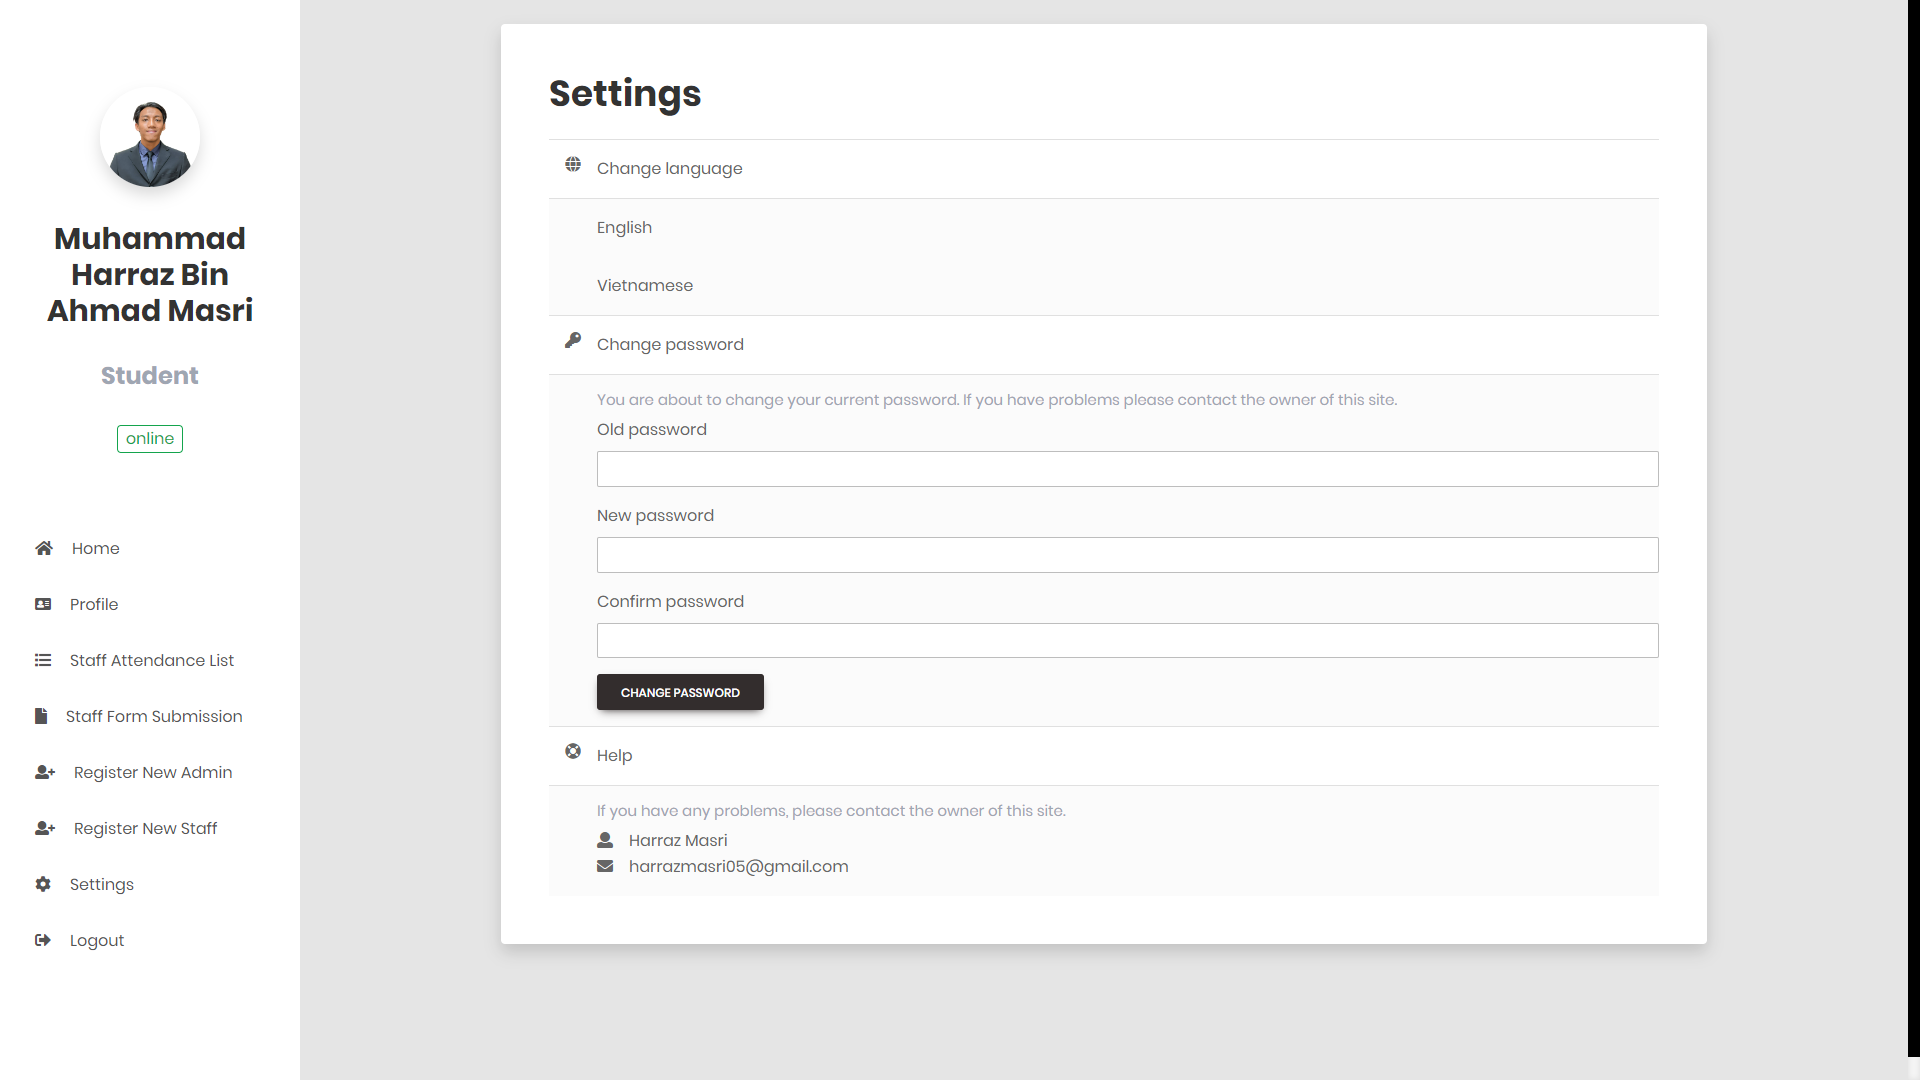 Muhammad
Harraz Bin
Ahmad Masri
Student
online
Home
Profile
Staff Attendance List
Staff Form Submission
Register New Admin
Register New Staff
Settings
Logout
Settings
Change language
English
Vietnamese
Change password
You are about to change your current password. If you have problems please contact the owner of this site.
Old password
New password
Confirm password
CHANGE PASSWORD
Help
If you have any problems, please contact the owner of this site.
Harraz Masri
harrazmasri05@gmail.com